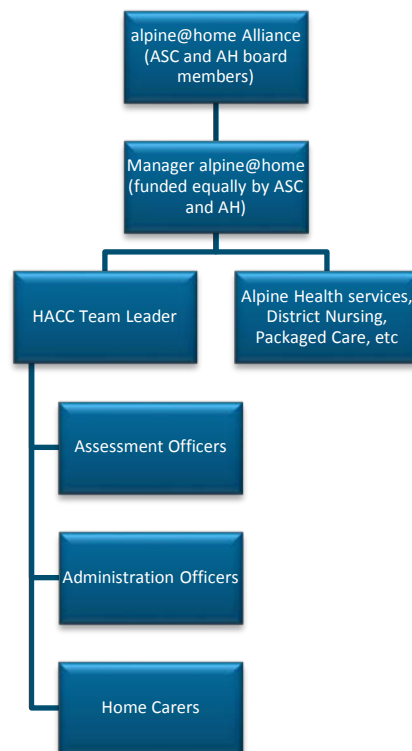 alpine@home Alliance
(ASC and AH board
members)
Manager alpine@home
(funded equally by ASC
and AH)
HACC Team Leader
Alpine Health services,
District Nursing,
Packaged Care, etc
Assessment Officers
Administration Officers
Home Carers